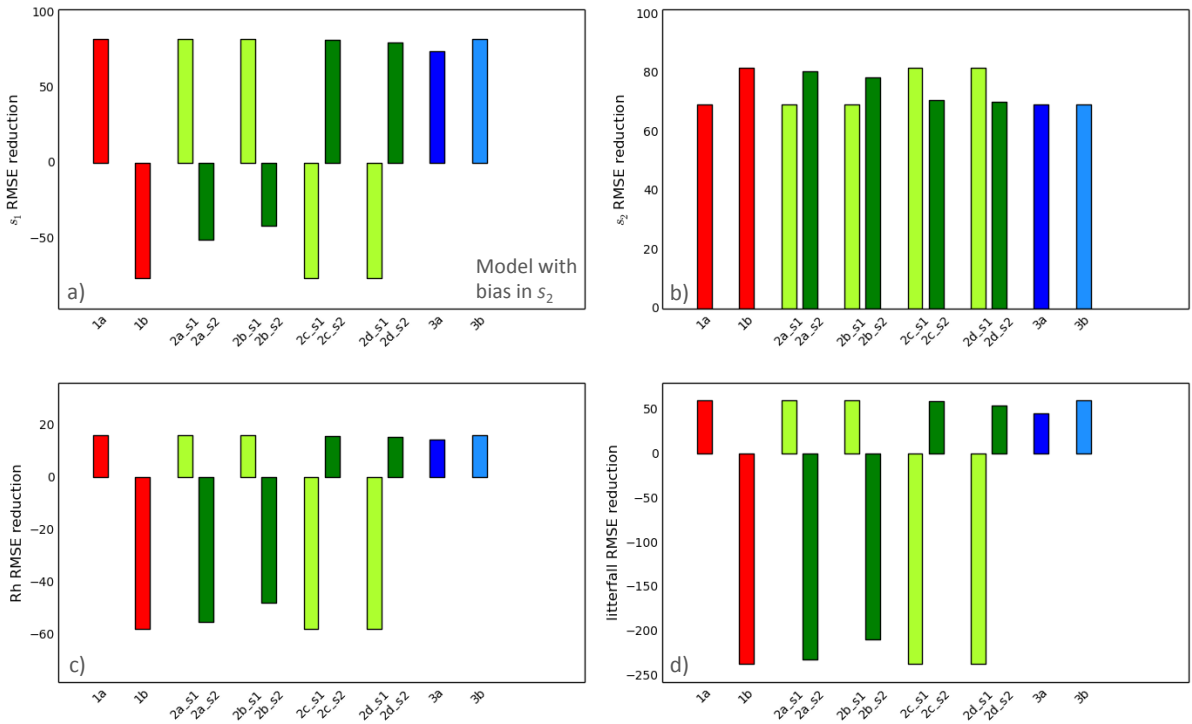 100
50
0
−50
s₁ RMSE reduction
a)
Model with
bias in s₂
1a
1b
2a_s1
2a_s2
2b_s1
2b_s2
2c_s1
2c_s2
2d_s1
2d_s2
3a
3b
100
80
60
40
20
0
s₂ RMSE reduction
b)
1a
1b
2a_s1
2a_s2
2b_s1
2b_s2
2c_s1
2c_s2
2d_s1
2d_s2
3a
3b
20
0
−20
−40
−60
Rh RMSE reduction
c)
1a
1b
2a_s1
2a_s2
2b_s1
2b_s2
2c_s1
2c_s2
2d_s1
2d_s2
3a
3b
50
0
−50
−100
−150
−200
−250
litterfall RMSE reduction
d)
1a
1b
2a_s1
2a_s2
2b_s1
2b_s2
2c_s1
2c_s2
2d_s1
2d_s2
3a
3b